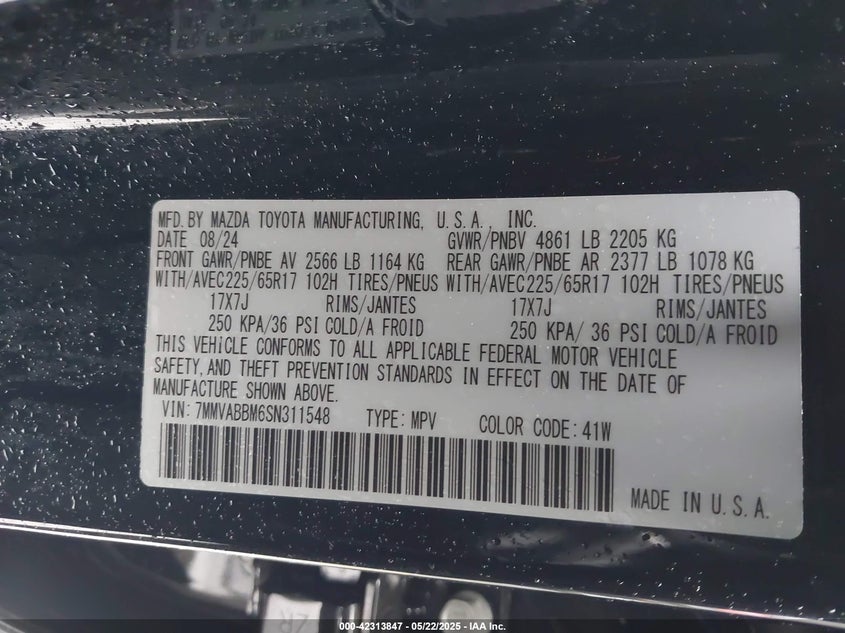 MFD. BY MAZDA TOYOTA MANUFACTURING, U.S.A., INC.
DATE 08/24 GVWR/PNBV 4861 LB 2205 KG
FRONT GAWR/PNBE AV 2566 LB 1164 KG REAR GAWR/PNBE AR 2377 LB 1078 KG
WITH/AVEC225/65R17 102H TIRES/PNEUS WITH/AVEC225/65R17 102H TIRES/PNEUS
17X7J RIMS/JANTES 17X7J RIMS/JANTES
250 KPA/36 PSI COLD/A FROID 250 KPA/ 36 PSI COLD/A FROID
THIS VEHICLE CONFORMS TO ALL APPLICABLE FEDERAL MOTOR VEHICLE
SAFETY, AND THEFT PREVENTION STANDARDS IN EFFECT ON THE DATE OF
MANUFACTURE SHOWN ABOVE.
VIN: 7MMVABBM6SN311548 TYPE: MPV COLOR CODE: 41W
MADE IN U.S.A.
000-42313847 - 05/22/2025 - IAA Inc.